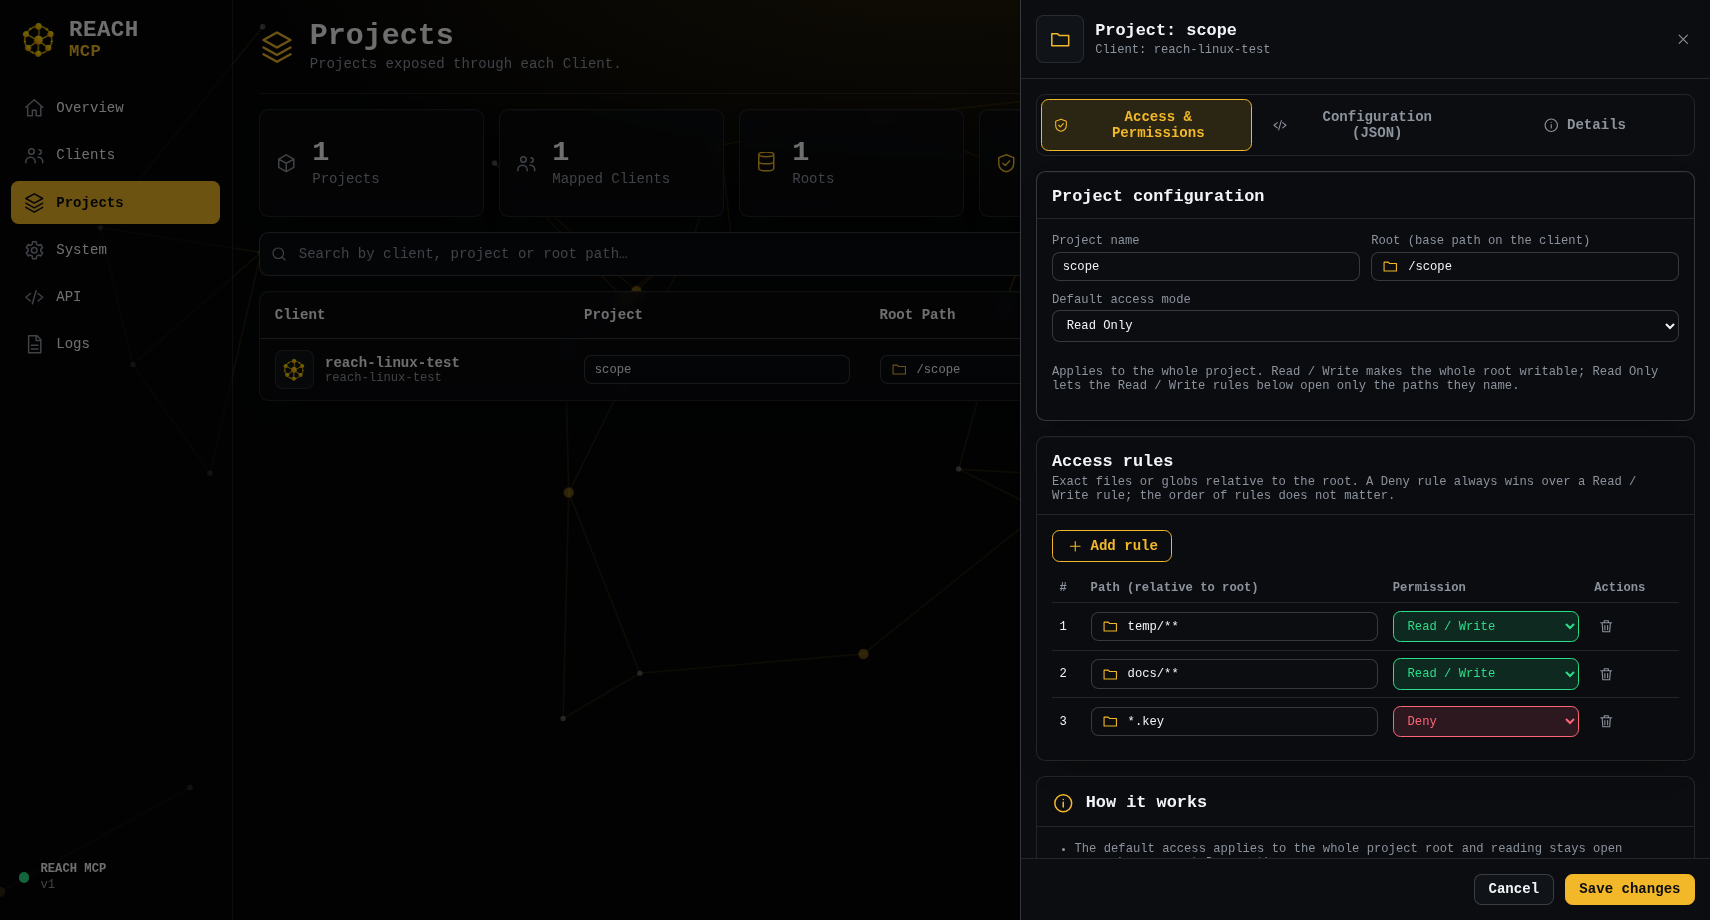 REACH
MCP
Overview
Clients
Projects
System
API
Logs
REACH MCP
v1
Projects
Projects exposed through each Client.
1
Projects
1
Mapped Clients
1
Roots
Search by client, project or root path…
Client Project Root Path
reach-linux-test
reach-linux-test
scope
/scope
Project: scope
Client: reach-linux-test
Access &
Permissions
Configuration
(JSON)
Details
Project configuration
Project name
scope
Root (base path on the client)
/scope
Default access mode
Read Only
Applies to the whole project. Read / Write makes the whole root writable; Read Only
lets the Read / Write rules below open only the paths they name.
Access rules
Exact files or globs relative to the root. A Deny rule always wins over a Read /
Write rule; the order of rules does not matter.
Add rule
# Path (relative to root) Permission Actions
1 temp/** Read / Write
2 docs/** Read / Write
3 *.key Deny
How it works
• The default access applies to the whole project root and reading stays open
Cancel
Save changes